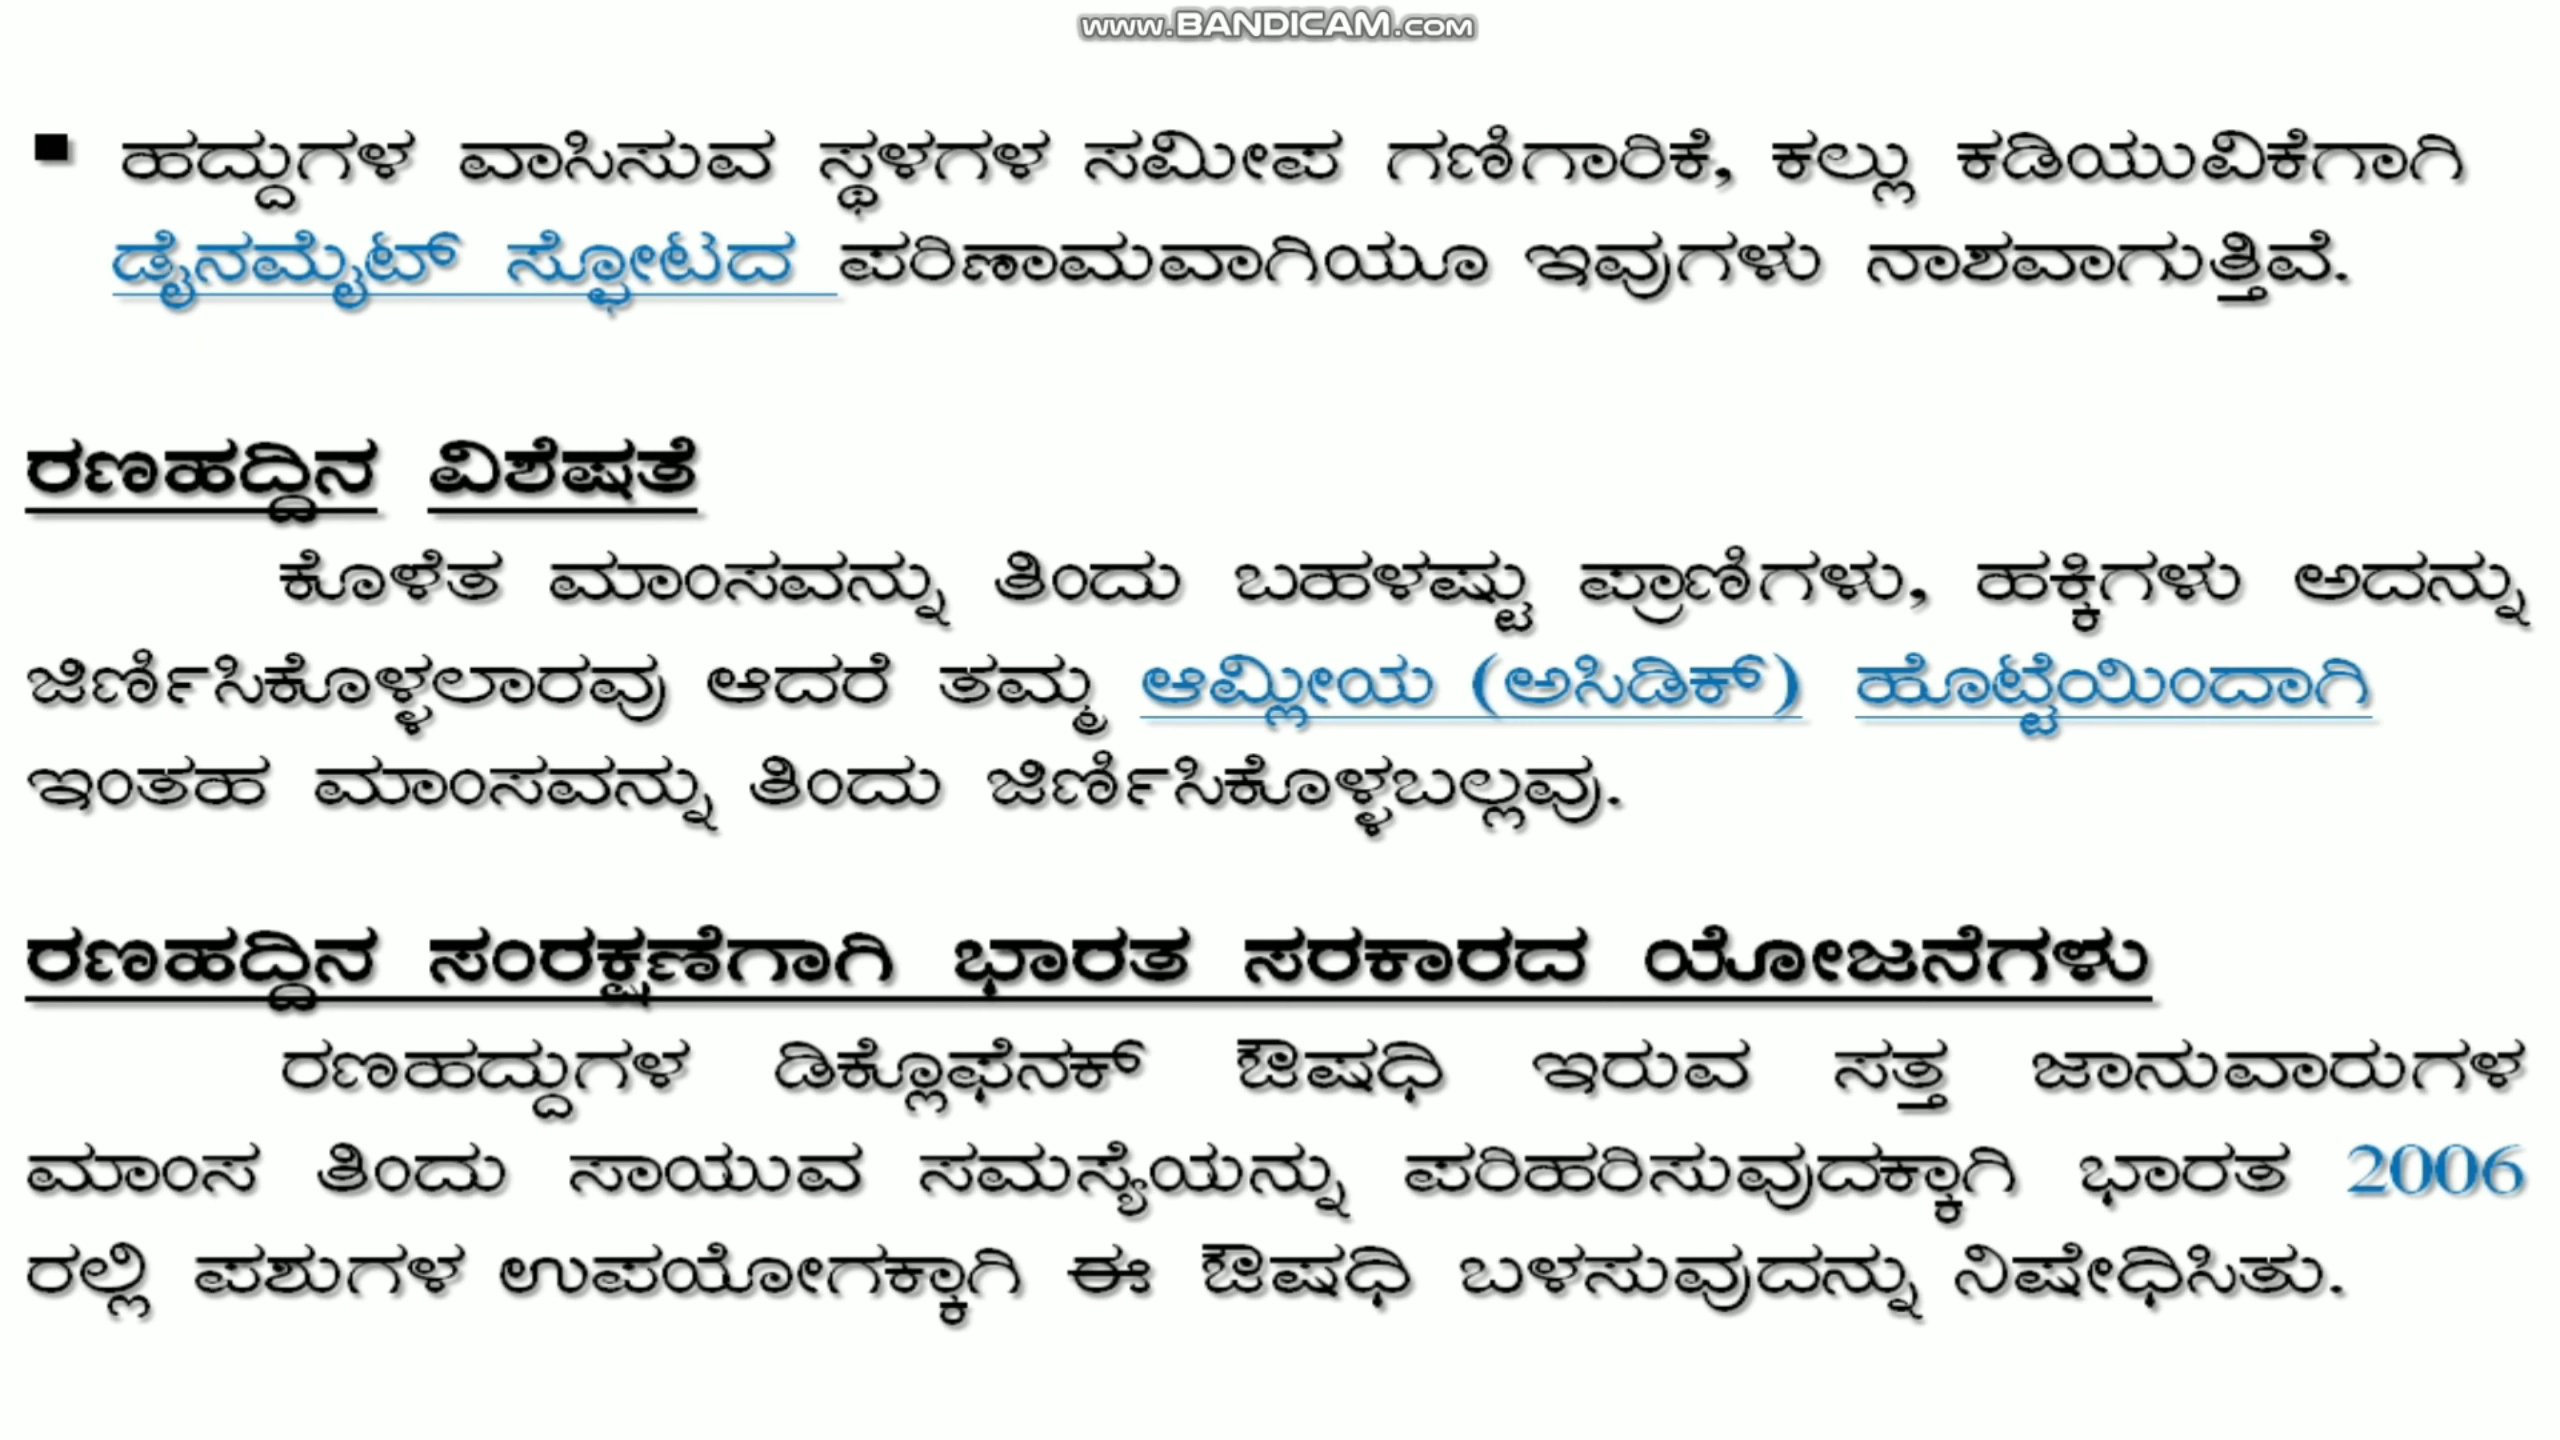 www.BANDICAM.com
▪ ಹದ್ದುಗಳ ವಾಸಿಸುವ ಸ್ಥಳಗಳ ಸಮೀಪ ಗಣಿಗಾರಿಕೆ, ಕಲ್ಲು ಕಡಿಯುವಿಕೆಗಾಗಿ
ಡೈನಮೈಟ್ ಸ್ಫೋಟದ ಪರಿಣಾಮವಾಗಿಯೂ ಇವುಗಳು ನಾಶವಾಗುತ್ತಿವೆ.
ರಣಹದ್ದಿನ ವಿಶೆಷತೆ
ಕೊಳೆತ ಮಾಂಸವನ್ನು ತಿಂದು ಬಹಳಷ್ಟು ಪ್ರಾಣಿಗಳು, ಹಕ್ಕಿಗಳು ಅದನ್ನು
ಜಿರ್ಣಿಸಿಕೊಳ್ಳಲಾರವು ಆದರೆ ತಮ್ಮ ಆಮ್ಲೀಯ (ಅಸಿಡಿಕ್) ಹೊಟ್ಟೆಯಿಂದಾಗಿ
ಇಂತಹ ಮಾಂಸವನ್ನು ತಿಂದು ಜಿರ್ಣಿಸಿಕೊಳ್ಳಬಲ್ಲವು.
ರಣಹದ್ದಿನ ಸಂರಕ್ಷಣೆಗಾಗಿ ಭಾರತ ಸರಕಾರದ ಯೋಜನೆಗಳು
ರಣಹದ್ದುಗಳ ಡಿಕ್ಲೊಫೆನಕ್ ಔಷಧಿ ಇರುವ ಸತ್ತ ಜಾನುವಾರುಗಳ
ಮಾಂಸ ತಿಂದು ಸಾಯುವ ಸಮಸ್ಯೆಯನ್ನು ಪರಿಹರಿಸುವುದಕ್ಕಾಗಿ ಭಾರತ 2006
ರಲ್ಲಿ ಪಶುಗಳ ಉಪಯೋಗಕ್ಕಾಗಿ ಈ ಔಷಧಿ ಬಳಸುವುದನ್ನು ನಿಷೇಧಿಸಿತು.